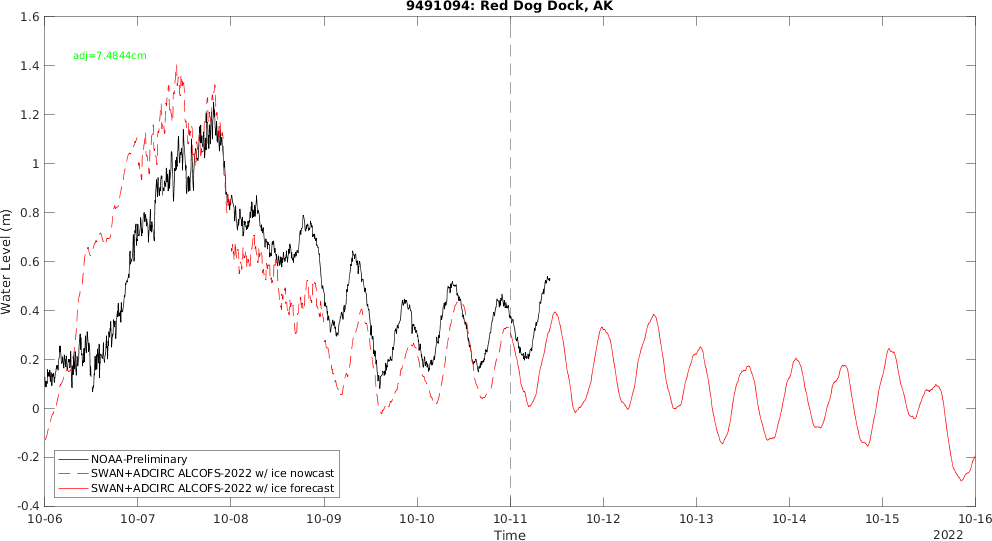 9491094: Red Dog Dock, AK
adj=7.4844cm
Water Level (m)
1.6
1.4
1.2
1
0.8
0.6
0.4
0.2
0
-0.2
-0.4
NOAA-Preliminary
SWAN+ADCIRC ALCOFS-2022 w/ ice nowcast
SWAN+ADCIRC ALCOFS-2022 w/ ice forecast
10-06 10-07 10-08 10-09 10-10 10-11 10-12 10-13 10-14 10-15 10-16
Time
2022